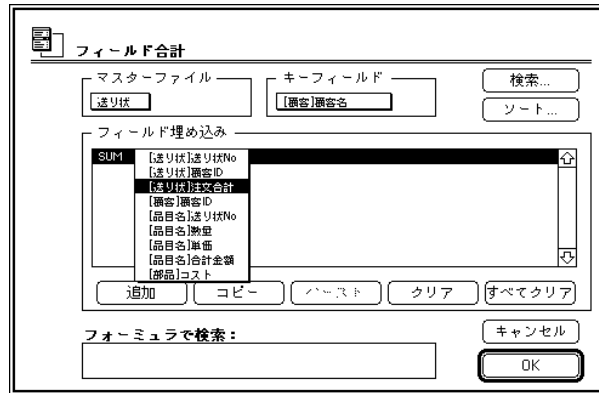 フィールド合計
マスターファイル
送り状
キーフィールド
[顧客]顧客名
検索...
ソート...
フィールド埋め込み
SUM
[送り状]送り状No
[送り状]顧客ID
[送り状]注文合計
[顧客]顧客ID
[品目名]送り状No
[品目名]数量
[品目名]単価
[品目名]合計金額
[部品]コスト
追加
コピー
ペースト
クリア
すべてクリア
フォーミュラで検索：
キャンセル
OK